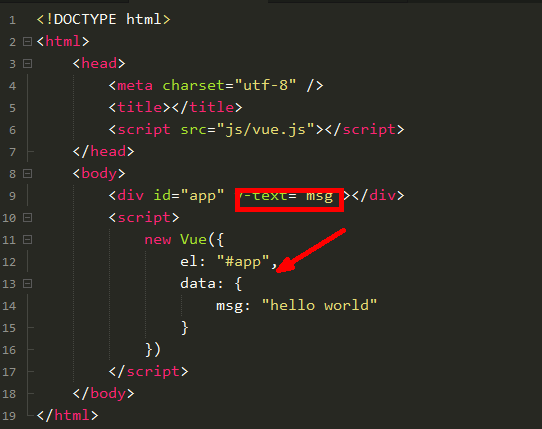 1 <!DOCTYPE html>
2 <html>
3 <head>
4 <meta charset="utf-8" />
5 <title></title>
6 <script src="js/vue.js"></script>
7 </head>
8 <body>
9 <div id="app" v-text="msg"></div>
10 <script>
11 new Vue({
12 el: "#app",
13 data: {
14 msg: "hello world"
15 }
16 })
17 </script>
18 </body>
19 </html>